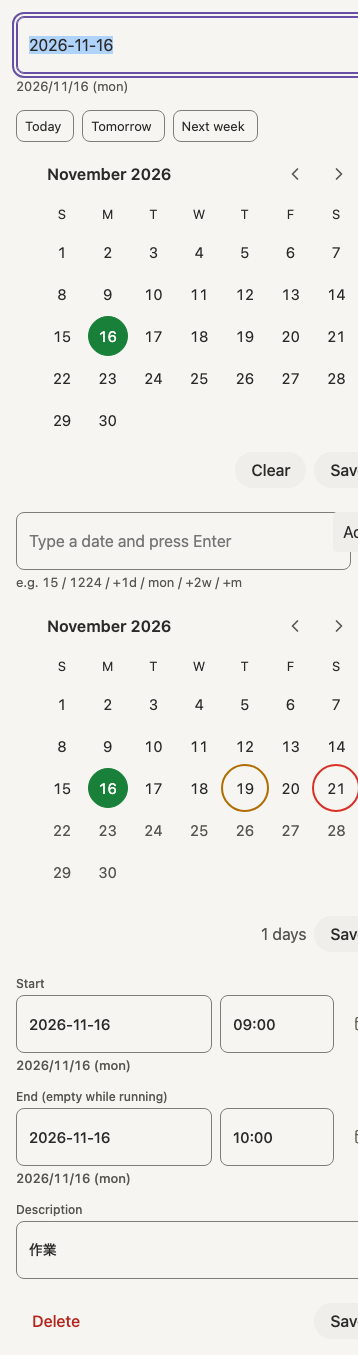 2026-11-16
2026/11/16 (mon)
Today Tomorrow Next week
November 2026
S M T W T F S
1 2 3 4 5 6 7
8 9 10 11 12 13 14
15 16 17 18 19 20 21
22 23 24 25 26 27 28
29 30
Clear Sav
Type a date and press Enter
e.g. 15 / 1224 / +1d / mon / +2w / +m
November 2026
S M T W T F S
1 2 3 4 5 6 7
8 9 10 11 12 13 14
15 16 17 18 19 20 21
22 23 24 25 26 27 28
29 30
1 days Sav
Start
2026-11-16 09:00
2026/11/16 (mon)
End (empty while running)
2026-11-16 10:00
2026/11/16 (mon)
Description
作業
Delete Sav